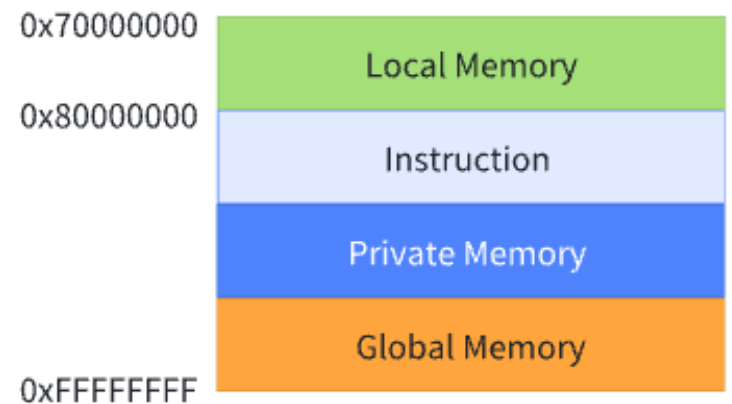 0x70000000
Local Memory
0x80000000
Instruction
Private Memory
Global Memory
0xFFFFFFFF